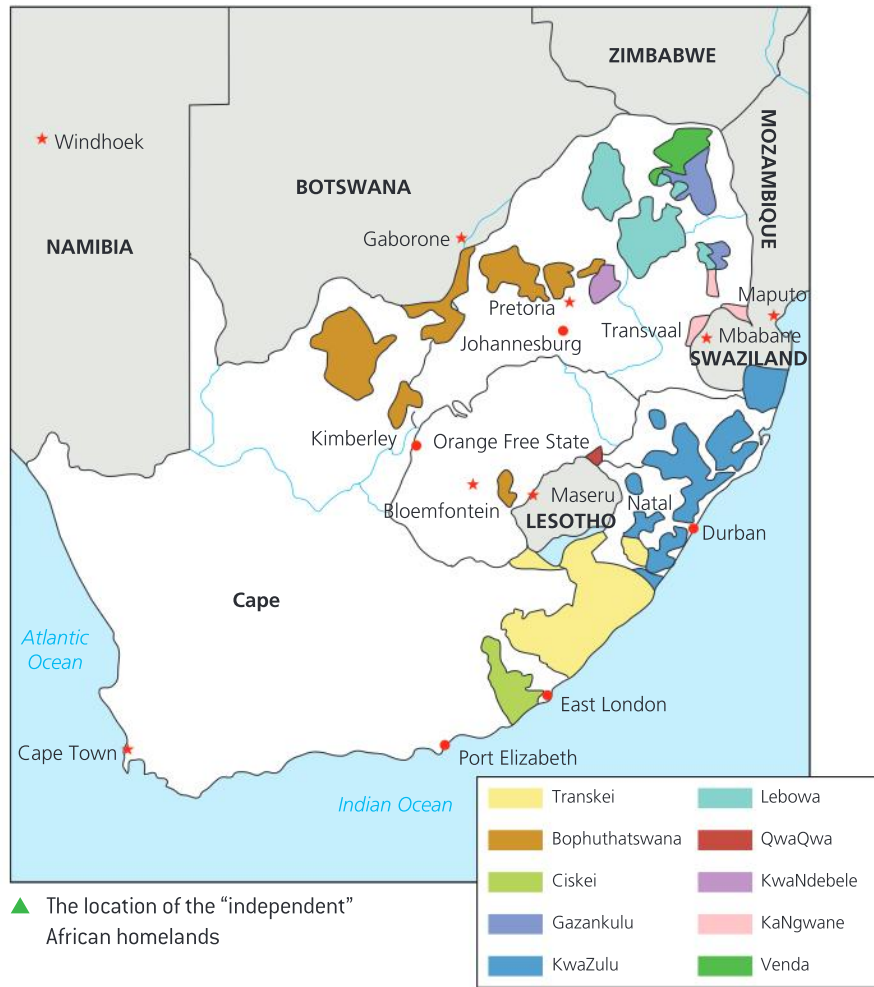 ZIMBABWE
MOZAMBIQUE
Windhoek
BOTSWANA
NAMIBIA
Gaborone
Maputo
Pretoria
Transvaal
Mbabane
Johannesburg
SWAZILAND
Kimberley
Orange Free State
Maseru
Natal
Bloemfontein
LESOTHO
Durban
Cape
Atlantic
Ocean
East London
Cape Town
Port Elizabeth
Indian Ocean
Transkei
Lebowa
Bophuthatswana
QwaQwa
Ciskei
KwaNdebele
Gazankulu
KaNgwane
KwaZulu
Venda
The location of the “independent”
African homelands